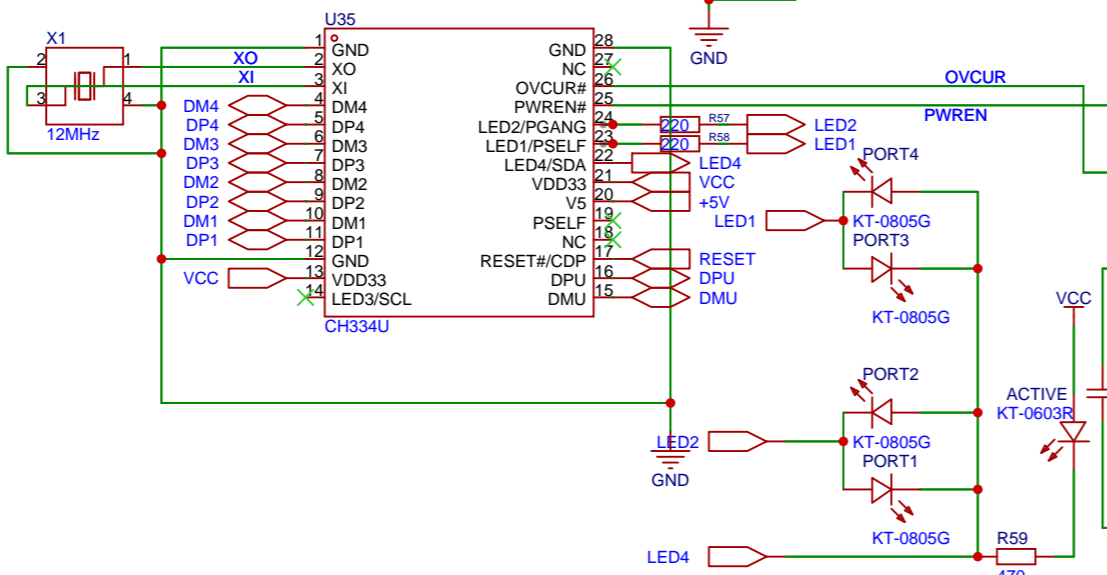 U35
X1
2
1
3
4
12MHz
XO
XI
1 GND
2 XO
3 XI
DM4 4 DM4
DP4 5 DP4
DM3 6 DM3
DP3 7 DP3
DM2 8 DM2
DP2 9 DP2
DM1 10 DM1
DP1 11 DP1
12 GND
VCC 13 VDD33
14 LED3/SCL
CH334U
GND 28
NC 27
OVCUR# 26
PWREN# 25
LED2/PGANG 24 220 R57 LED2
LED1/PSELF 23 220 R58 LED1
LED4/SDA 22 LED4
VDD33 21 VCC
V5 20 +5V
PSELF 19
NC 18
RESET#/CDP 17 RESET
DPU 16 DPU
DMU 15 DMU
GND
OVCUR
PWREN
PORT4
LED1
KT-0805G
PORT3
KT-0805G
VCC
PORT2
ACTIVE
KT-0603R
LED2
KT-0805G
PORT1
KT-0805G
GND
LED4
R59